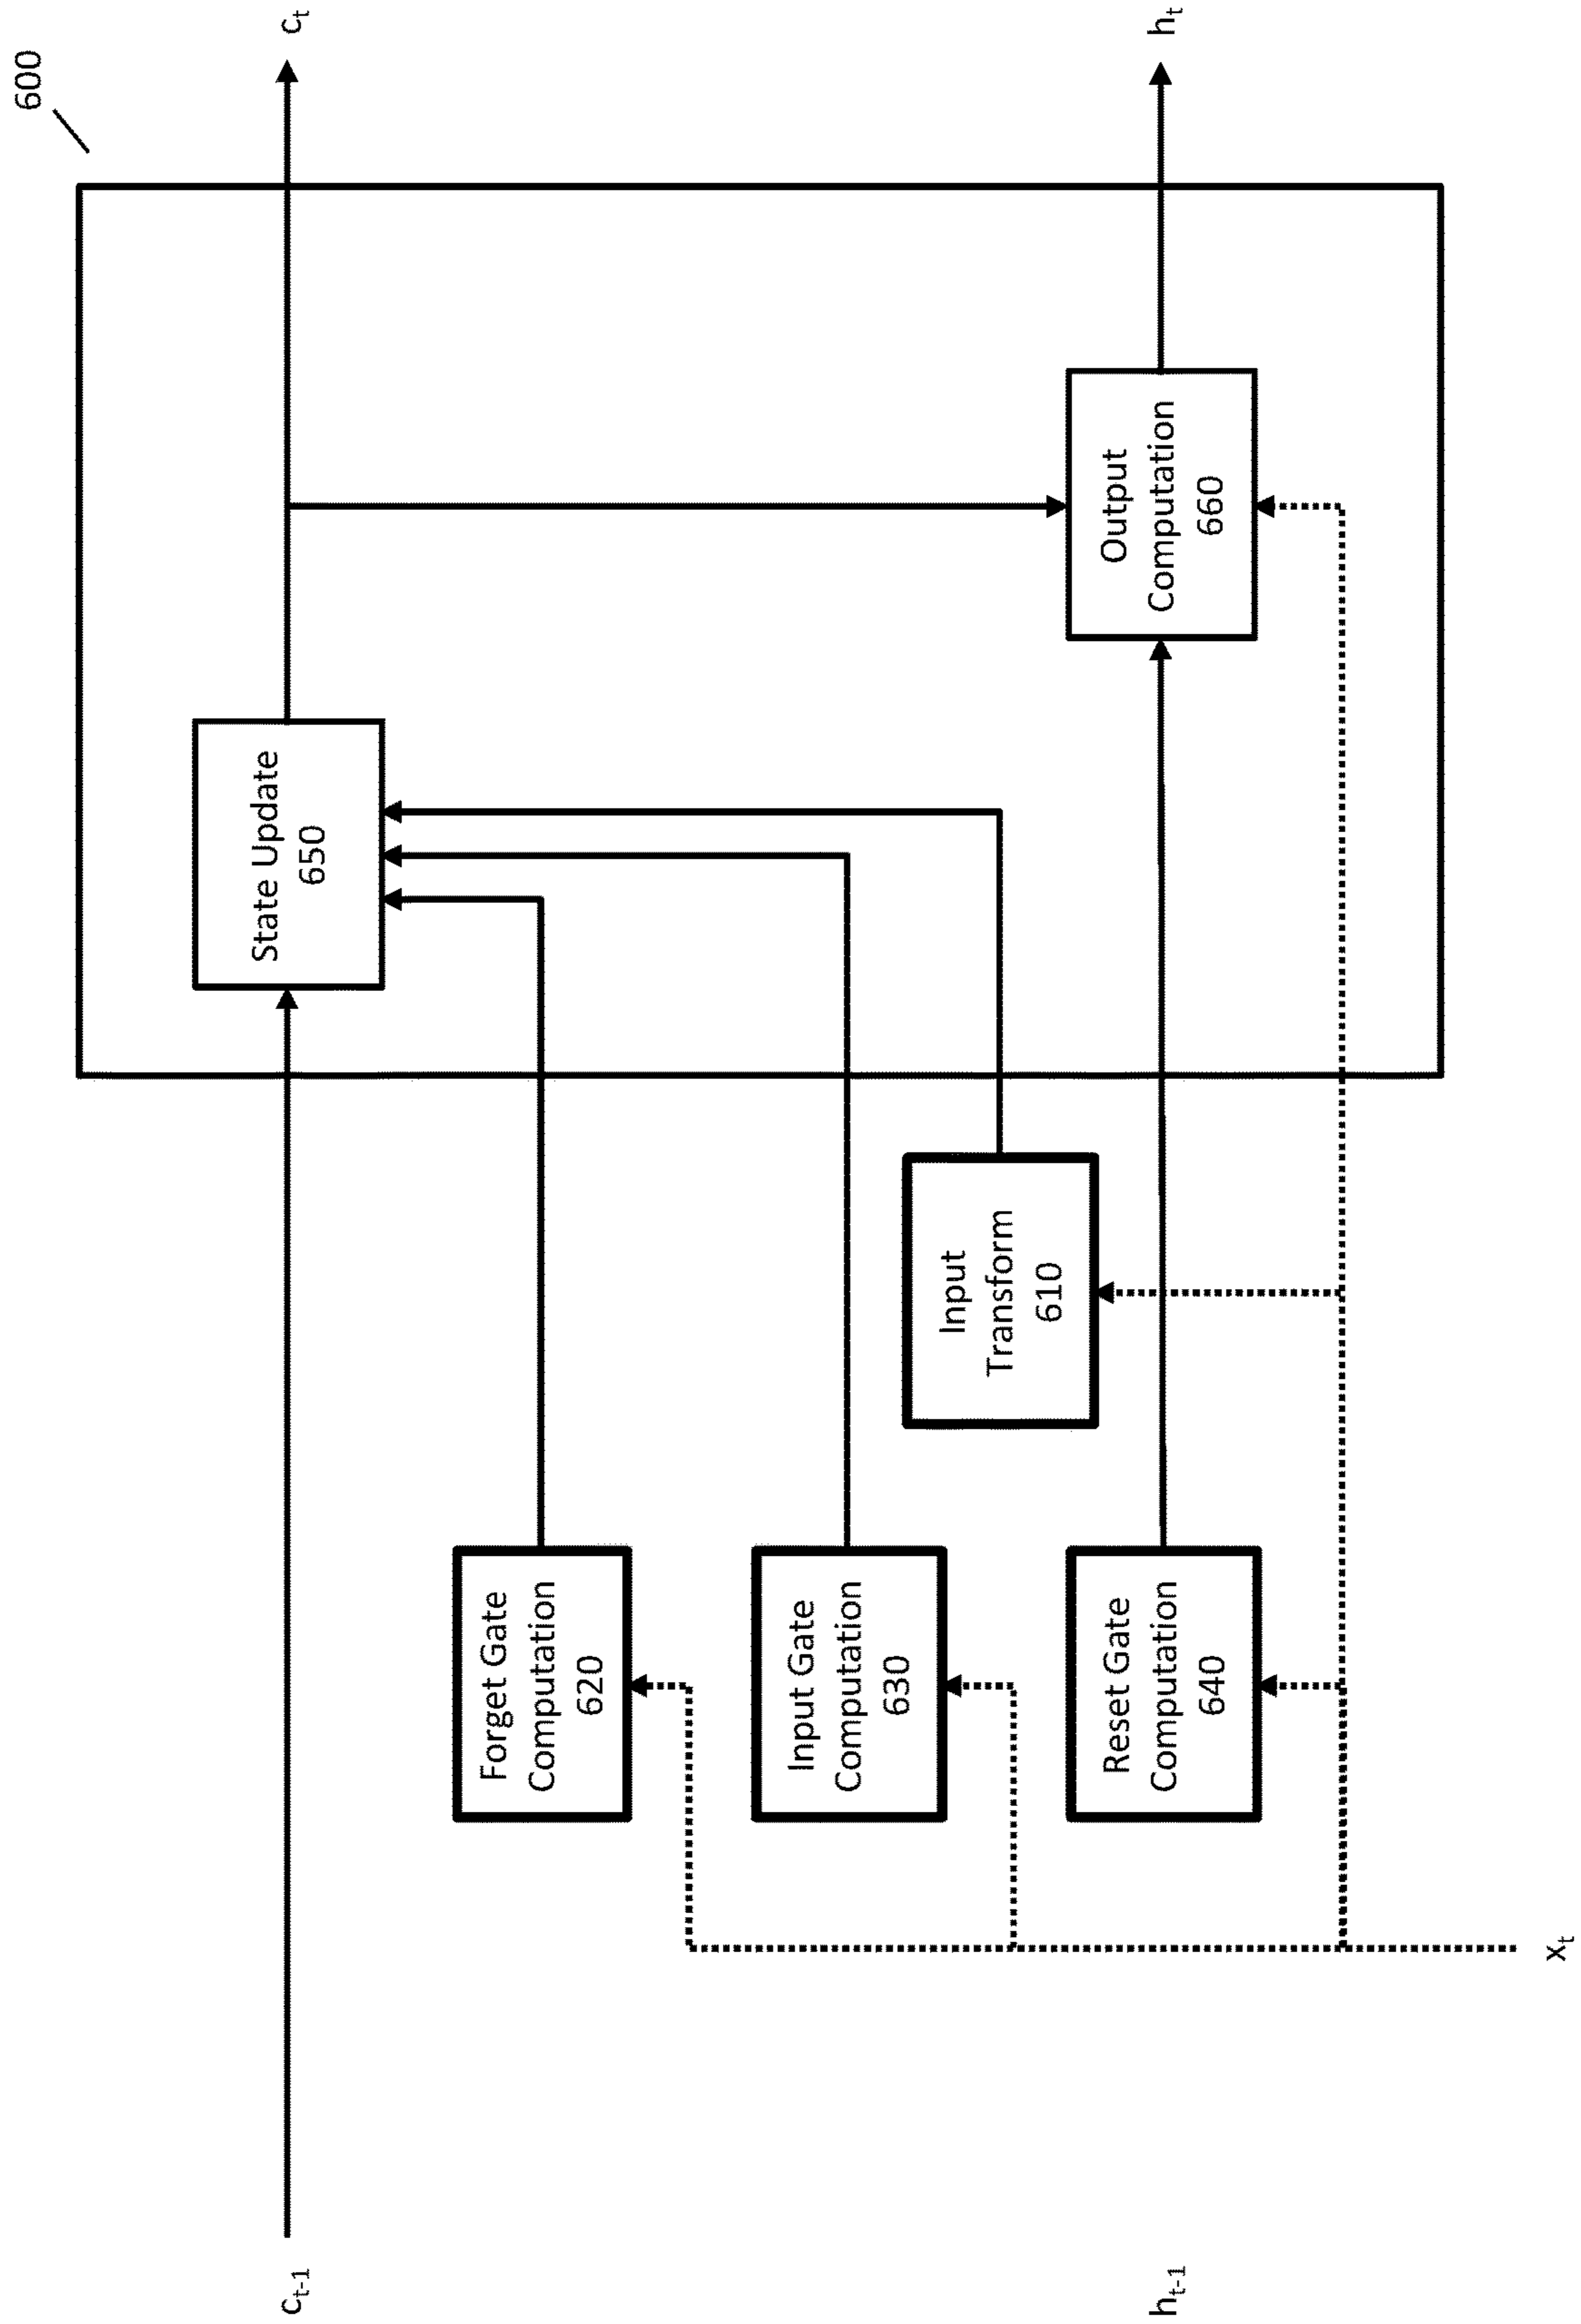 600
c_t-1
State Update
650
c_t
Forget Gate
Computation
620
Input Gate
Computation
630
Input
Transform
610
Reset Gate
Computation
640
Output
Computation
660
h_t-1
h_t
x_t